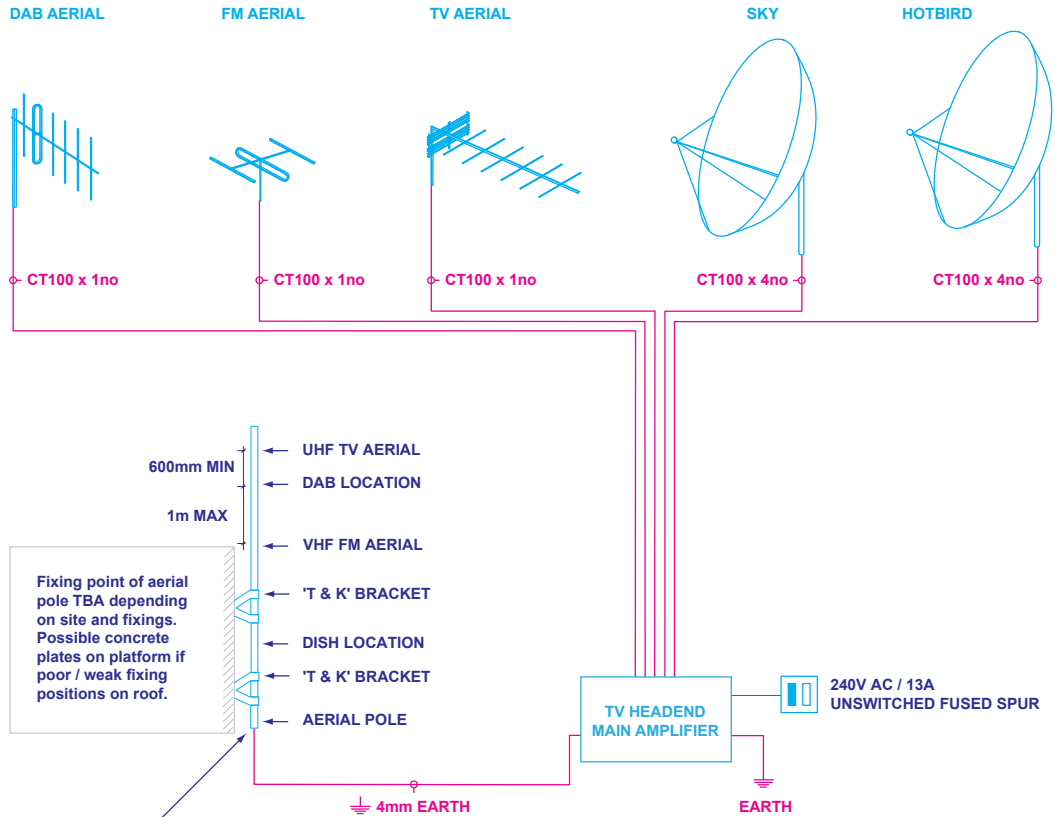 DAB AERIAL
FM AERIAL
TV AERIAL
SKY
HOTBIRD
CT100 x 1no
CT100 x 1no
CT100 x 1no
CT100 x 4no
CT100 x 4no
600mm MIN
1m MAX
UHF TV AERIAL
DAB LOCATION
VHF FM AERIAL
'T & K' BRACKET
DISH LOCATION
'T & K' BRACKET
AERIAL POLE
Fixing point of aerial
pole TBA depending
on site and fixings.
Possible concrete
plates on platform if
poor / weak fixing
positions on roof.
TV HEADEND
MAIN AMPLIFIER
240V AC / 13A
UNSWITCHED FUSED SPUR
4mm EARTH
EARTH